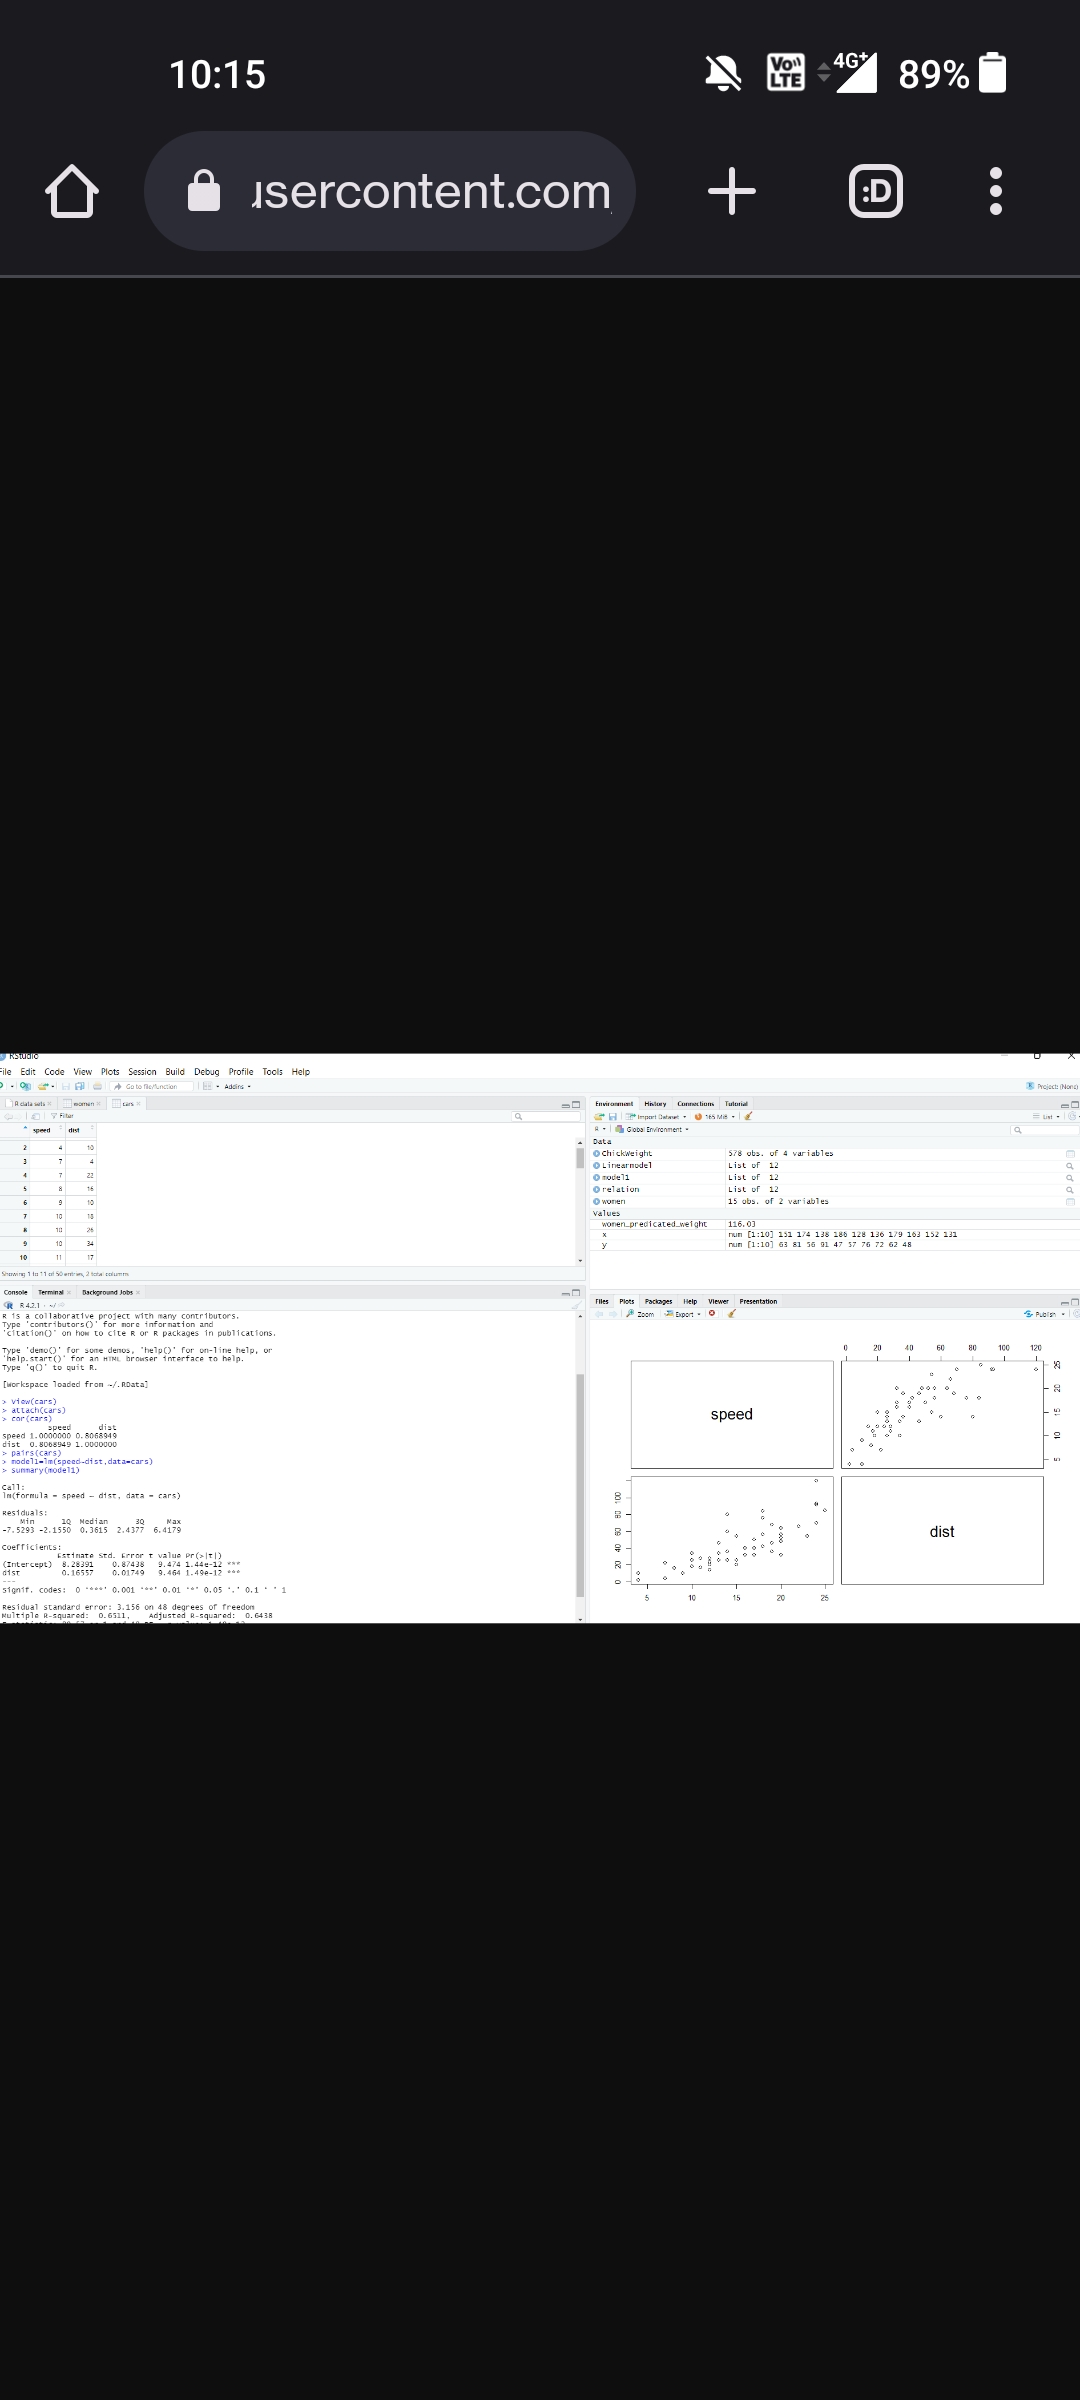 10:15
Vo)) LTE
4G+
89%
usercontent.com
:D
RStudio
File Edit Code View Plots Session Build Debug Profile Tools Help
Go to file/function
Addins
Project: (None)
R data sets
women
cars
Filter
speed dist
2 4 10
3 7 4
4 7 22
5 8 16
6 9 10
7 10 18
8 10 26
9 10 34
10 11 17
Showing 1 to 11 of 50 entries, 2 total columns
Console Terminal Background Jobs
R 4.2.1 · ~/
R is a collaborative project with many contributors.
Type 'contributors()' for more information and
'citation()' on how to cite R or R packages in publications.
Type 'demo()' for some demos, 'help()' for on-line help, or
'help.start()' for an HTML browser interface to help.
Type 'q()' to quit R.
[Workspace loaded from ~/.RData]
> View(cars)
> attach(cars)
> cor(cars)
speed dist
speed 1.0000000 0.8068949
dist 0.8068949 1.0000000
> pairs(cars)
> model1=lm(speed~dist,data=cars)
> summary(model1)
Call:
lm(formula = speed ~ dist, data = cars)
Residuals:
Min 1Q Median 3Q Max
-7.5293 -2.1550 0.3615 2.4377 6.4179
Coefficients:
Estimate Std. Error t value Pr(>|t|)
(Intercept) 8.28391 0.87438 9.474 1.44e-12 ***
dist 0.16557 0.01749 9.464 1.49e-12 ***
---
Signif. codes: 0 '***' 0.001 '**' 0.01 '*' 0.05 '.' 0.1 ' ' 1
Residual standard error: 3.156 on 48 degrees of freedom
Multiple R-squared: 0.6511, Adjusted R-squared: 0.6438
Environment History Connections Tutorial
Import Dataset
165 MiB
List
R
Global Environment
Data
ChickWeight 578 obs. of 4 variables
Linearmodel List of 12
model1 List of 12
relation List of 12
women 15 obs. of 2 variables
Values
women_predicated_weight 116.03
x num [1:10] 151 174 138 186 128 136 179 163 152 131
y num [1:10] 63 81 56 91 47 57 76 72 62 48
Files Plots Packages Help Viewer Presentation
Zoom
Export
Publish
0 20 40 60 80 100 120
speed
5 10 15 20 25
0 20 40 60 80 100
dist
5 10 15 20 25